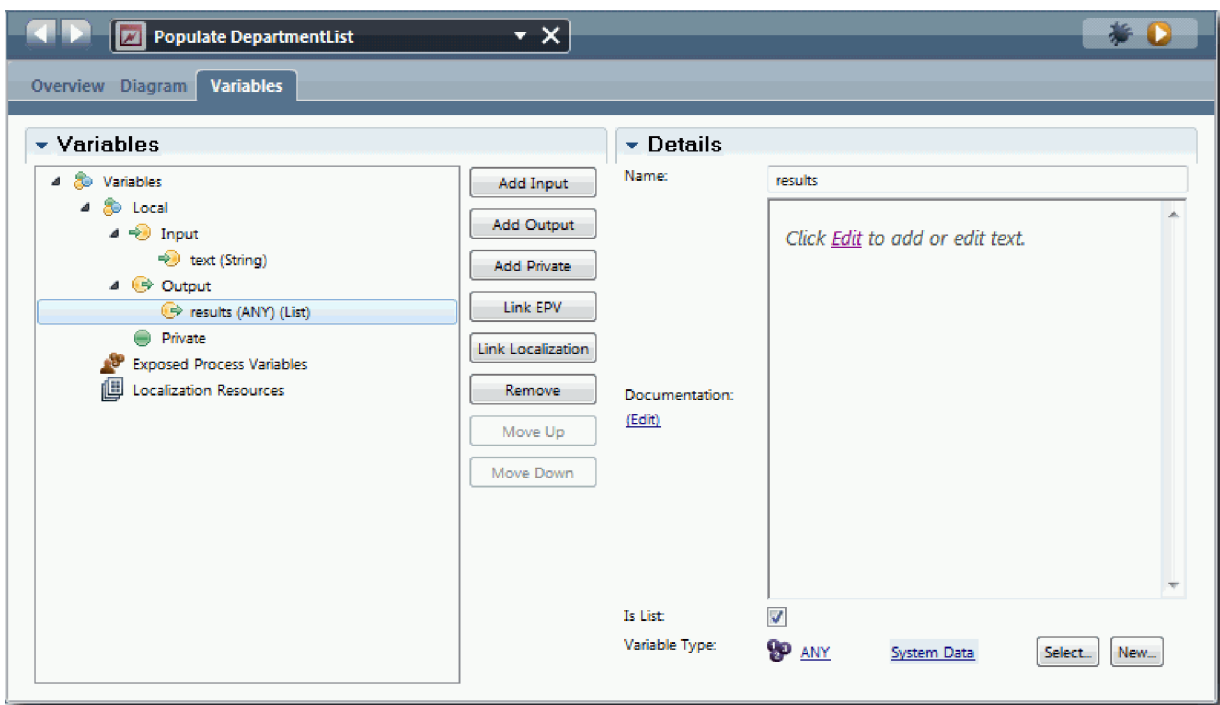 Populate DepartmentList
Overview Diagram Variables
Variables
Variables
Local
Input
text (String)
Output
results (ANY) (List)
Private
Exposed Process Variables
Localization Resources
Add Input
Add Output
Add Private
Link EPV
Link Localization
Remove
Move Up
Move Down
Details
Name: results
Click Edit to add or edit text.
Documentation:
(Edit)
Is List:
Variable Type: ANY System Data Select... New...